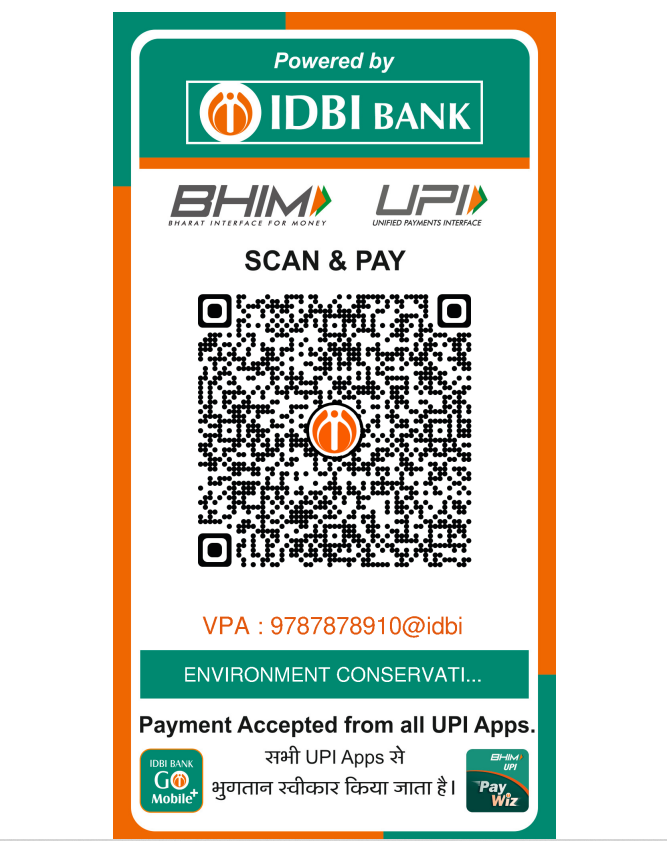 Powered by
IDBI BANK
BHIM
BHARAT INTERFACE FOR MONEY
UPI
UNIFIED PAYMENTS INTERFACE
SCAN & PAY
VPA : 9787878910@idbi
ENVIRONMENT CONSERVATI...
Payment Accepted from all UPI Apps.
सभी UPI Apps से
भुगतान स्वीकार किया जाता है।
IDBI BANK
GO
Mobile+
BHIM
UPI
Pay
Wiz